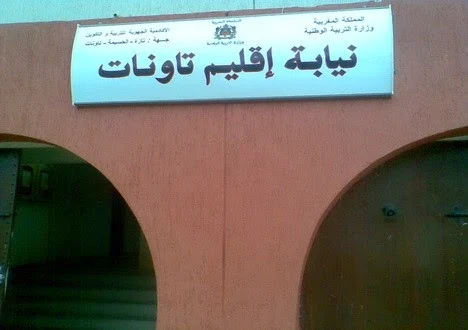 المملكة المغربية
وزارة التربية الوطنية
الأكاديمية الجهوية للتربية و التكوين
جهة : تازة - الحسيمة - تاونات
نيابة إقليم تاونات